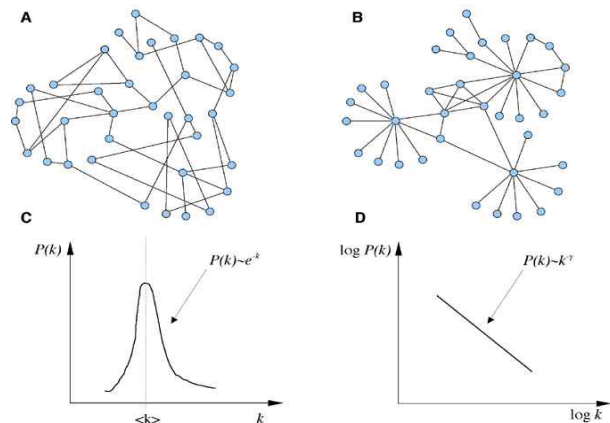 A
B
C
D
P(k)
P(k)~e^-k
<k>
k
log P(k)
P(k)~k^-γ
log k